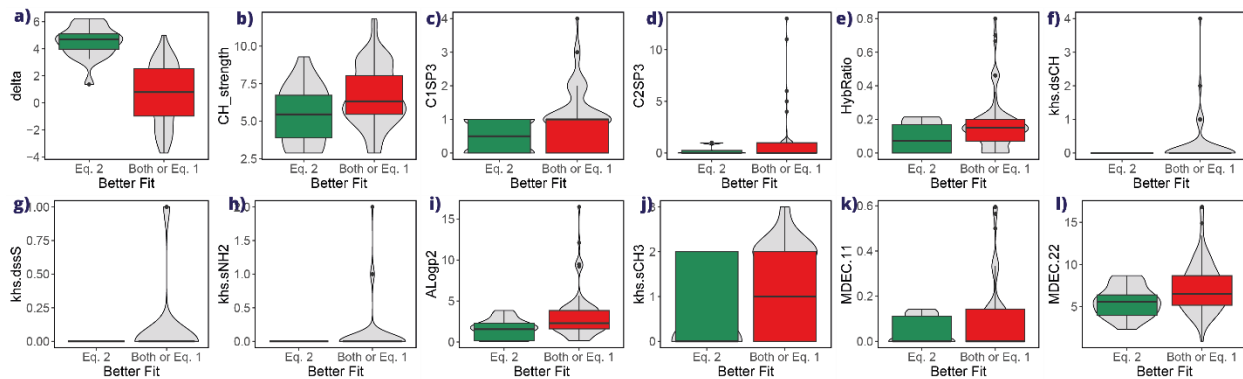 a)
delta
6
4
2
0
−2
−4
Eq. 2 Both or Eq. 1
Better Fit
b)
CH_strength
10.0
7.5
5.0
2.5
Eq. 2 Both or Eq. 1
Better Fit
c)
C1SP3
4
3
2
1
0
Eq. 2 Both or Eq. 1
Better Fit
d)
C2SP3
10
5
0
Eq. 2 Both or Eq. 1
Better Fit
e)
HybRatio
0.8
0.6
0.4
0.2
0.0
Eq. 2 Both or Eq. 1
Better Fit
f)
khs.dsCH
4
3
2
1
0
Eq. 2 Both or Eq. 1
Better Fit
g)
khs.dssS
1.00
0.75
0.50
0.25
0.00
Eq. 2 Both or Eq. 1
Better Fit
h)
khs.sNH2
2.0
1.5
1.0
0.5
0.0
Eq. 2 Both or Eq. 1
Better Fit
i)
ALogp2
15
10
5
0
Eq. 2 Both or Eq. 1
Better Fit
j)
khs.sCH3
3
2
1
0
Eq. 2 Both or Eq. 1
Better Fit
k)
MDEC.11
0.6
0.4
0.2
0.0
Eq. 2 Both or Eq. 1
Better Fit
l)
MDEC.22
15
10
5
Eq. 2 Both or Eq. 1
Better Fit